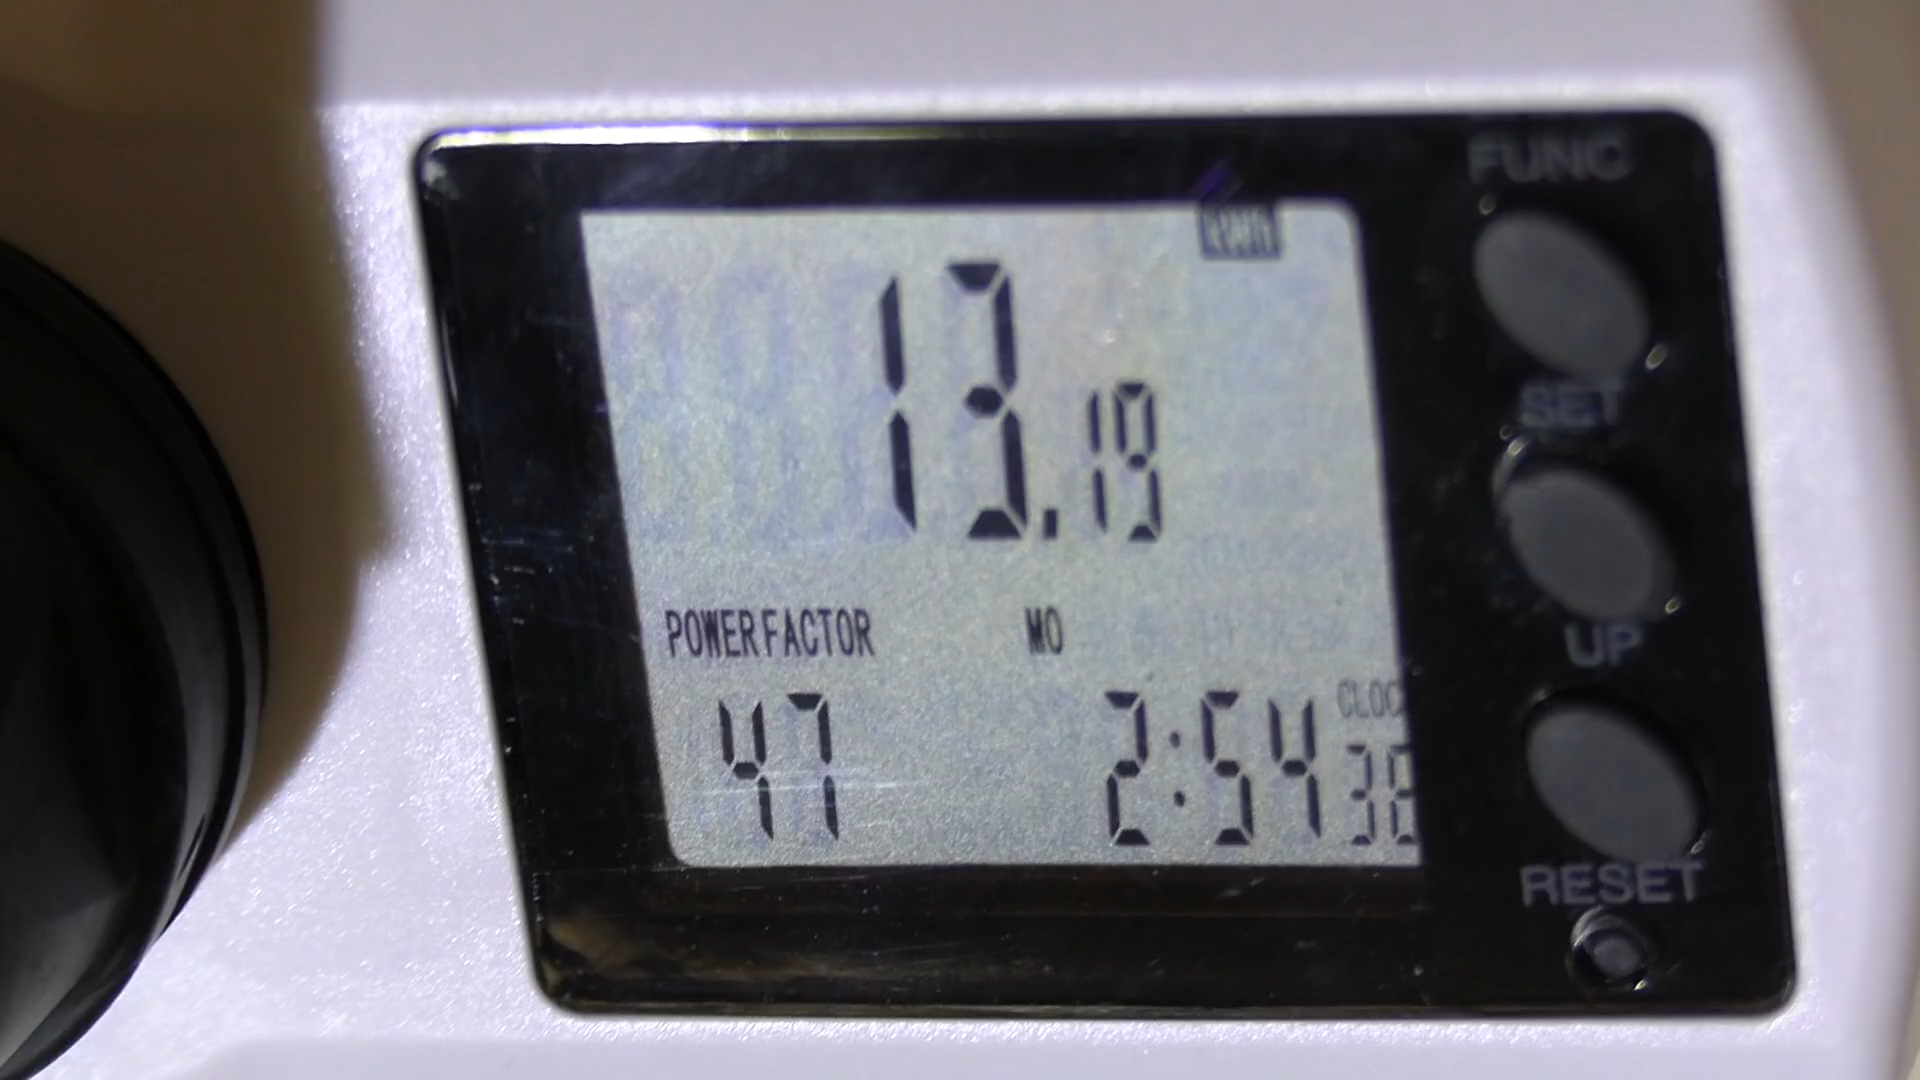 FUNC
13.19
SET
POWER FACTOR MO
UP
CLOC
47 2:54 38
RESET